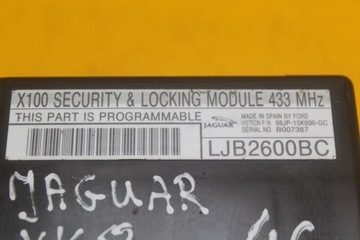 X100 SECURITY & LOCKING MODULE 433 MHz
THIS PART IS PROGRAMMABLE
JAGUAR
MADE IN SPAIN BY FORD
VISTEON P.N. 98JP-15K600-GC
SERIAL NO B007387
LJB2600BC
JAGUAR
XK8